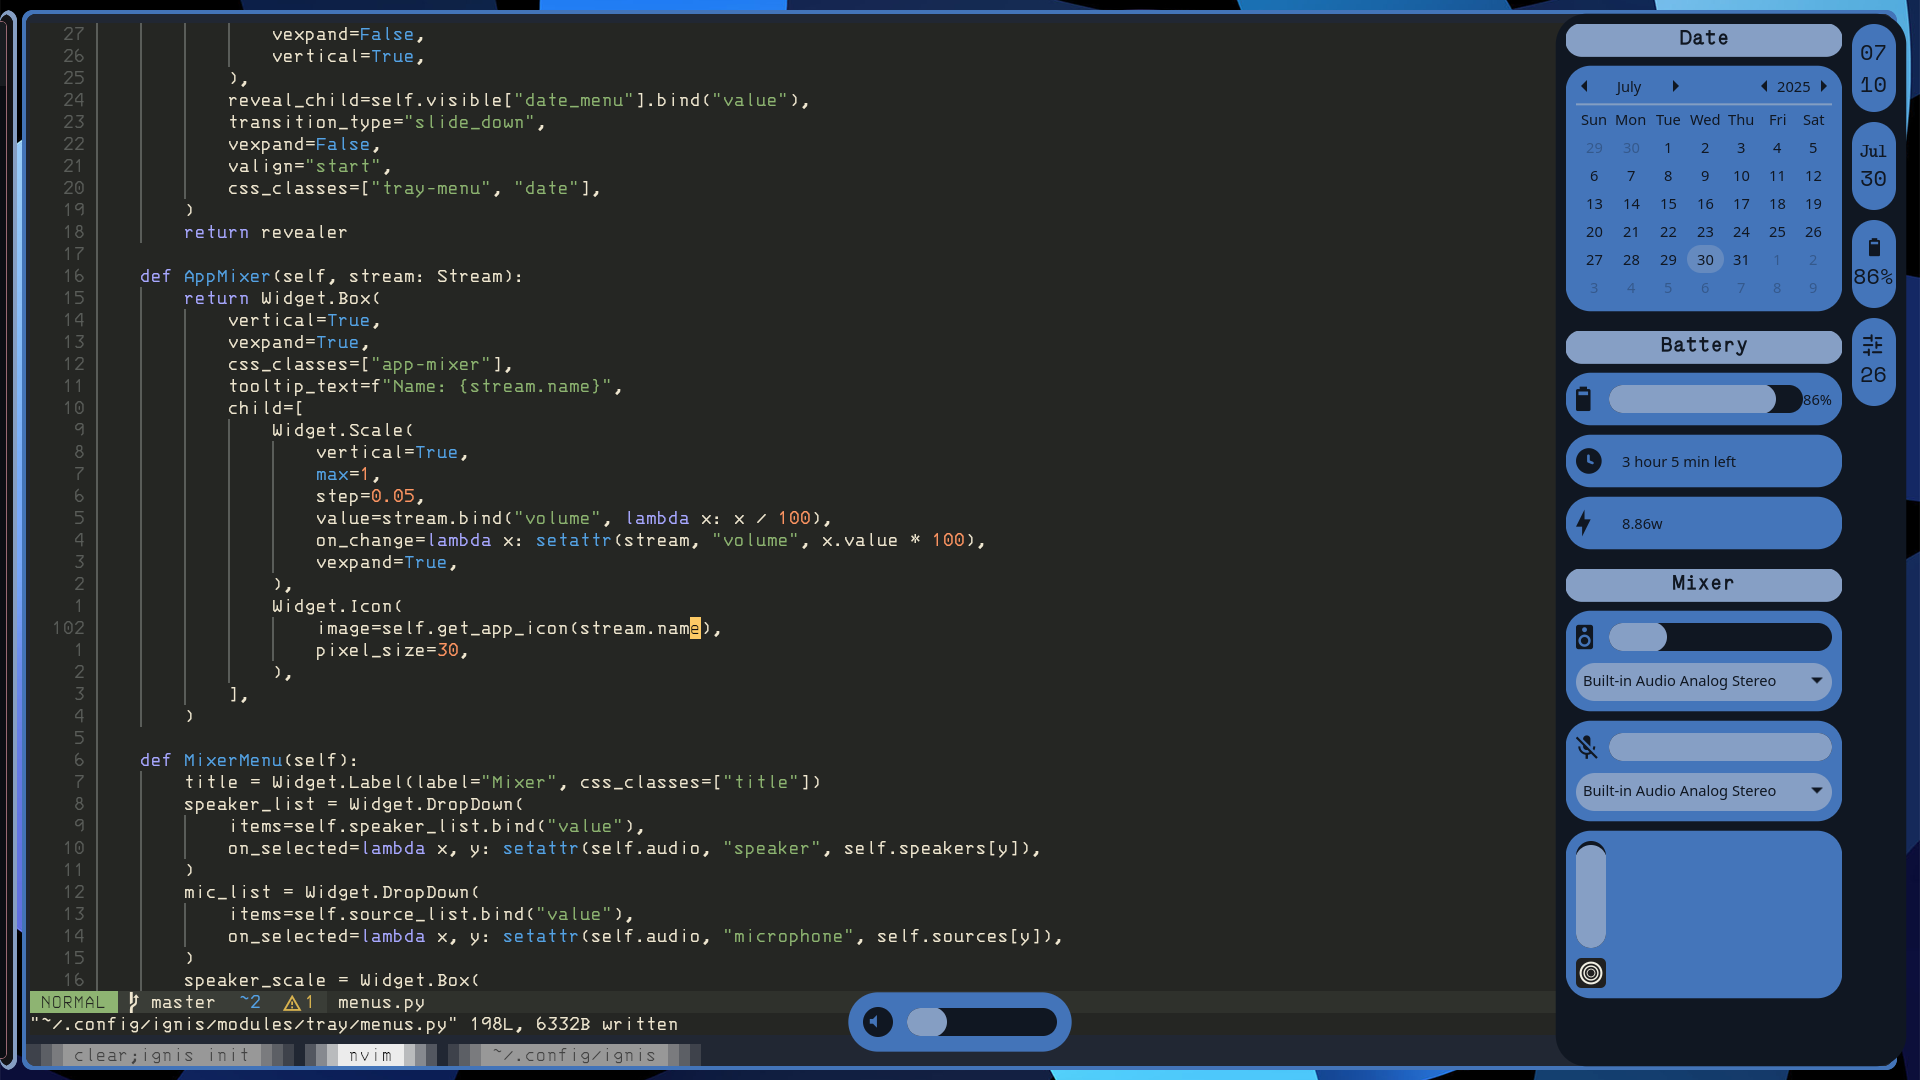 27 vexpand=False,
26 vertical=True,
25 ),
24 reveal_child=self.visible["date_menu"].bind("value"),
23 transition_type="slide_down",
22 vexpand=False,
21 valign="start",
20 css_classes=["tray-menu", "date"],
19 )
18 return revealer
17
16 def AppMixer(self, stream: Stream):
15 return Widget.Box(
14 vertical=True,
13 vexpand=True,
12 css_classes=["app-mixer"],
11 tooltip_text=f"Name: {stream.name}",
10 child=[
9 Widget.Scale(
8 vertical=True,
7 max=1,
6 step=0.05,
5 value=stream.bind("volume", lambda x: x / 100),
4 on_change=lambda x: setattr(stream, "volume", x.value * 100),
3 vexpand=True,
2 ),
1 Widget.Icon(
102 image=self.get_app_icon(stream.name),
1 pixel_size=30,
2 ),
3 ],
4 )
5
6 def MixerMenu(self):
7 title = Widget.Label(label="Mixer", css_classes=["title"])
8 speaker_list = Widget.DropDown(
9 items=self.speaker_list.bind("value"),
10 on_selected=lambda x, y: setattr(self.audio, "speaker", self.speakers[y]),
11 )
12 mic_list = Widget.DropDown(
13 items=self.source_list.bind("value"),
14 on_selected=lambda x, y: setattr(self.audio, "microphone", self.sources[y]),
15 )
16 speaker_scale = Widget.Box(
NORMAL master ~2 1 menus.py
"~/.config/ignis/modules/tray/menus.py" 198L, 6332B written
clear;ignis init nvim ~/.config/ignis
Date
July 2025
Sun Mon Tue Wed Thu Fri Sat
29 30 1 2 3 4 5
6 7 8 9 10 11 12
13 14 15 16 17 18 19
20 21 22 23 24 25 26
27 28 29 30 31 1 2
3 4 5 6 7 8 9
Battery
86%
3 hour 5 min left
8.86w
Mixer
Built-in Audio Analog Stereo
Built-in Audio Analog Stereo
07
10
Jul
30
86%
26